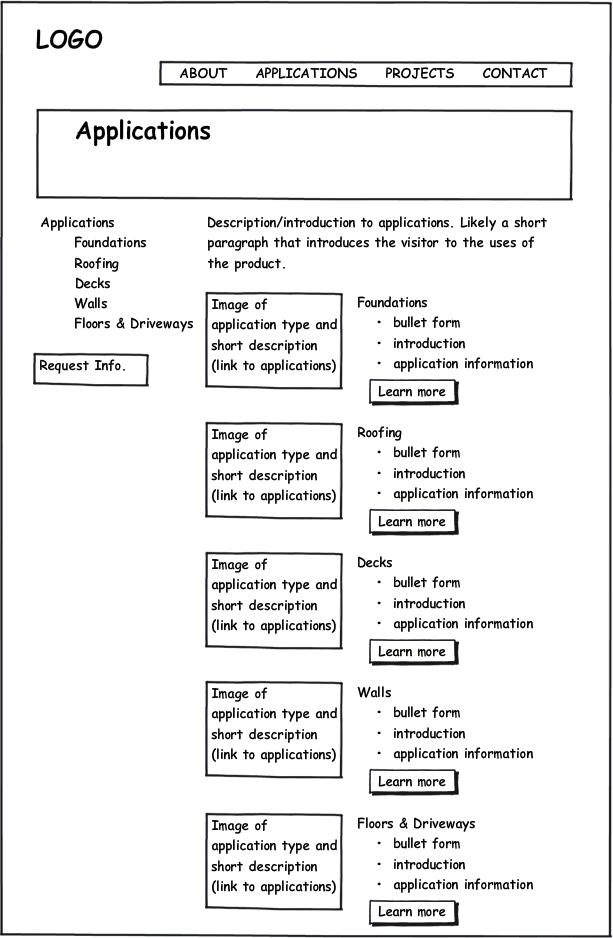 LOGO
ABOUT APPLICATIONS PROJECTS CONTACT
Applications
Applications
Foundations
Roofing
Decks
Walls
Floors & Driveways
Request Info.
Description/introduction to applications. Likely a short
paragraph that introduces the visitor to the uses of
the product.
Image of
application type and
short description
(link to applications)
Foundations
· bullet form
· introduction
· application information
Learn more
Image of
application type and
short description
(link to applications)
Roofing
· bullet form
· introduction
· application information
Learn more
Image of
application type and
short description
(link to applications)
Decks
· bullet form
· introduction
· application information
Learn more
Image of
application type and
short description
(link to applications)
Walls
· bullet form
· introduction
· application information
Learn more
Image of
application type and
short description
(link to applications)
Floors & Driveways
· bullet form
· introduction
· application information
Learn more